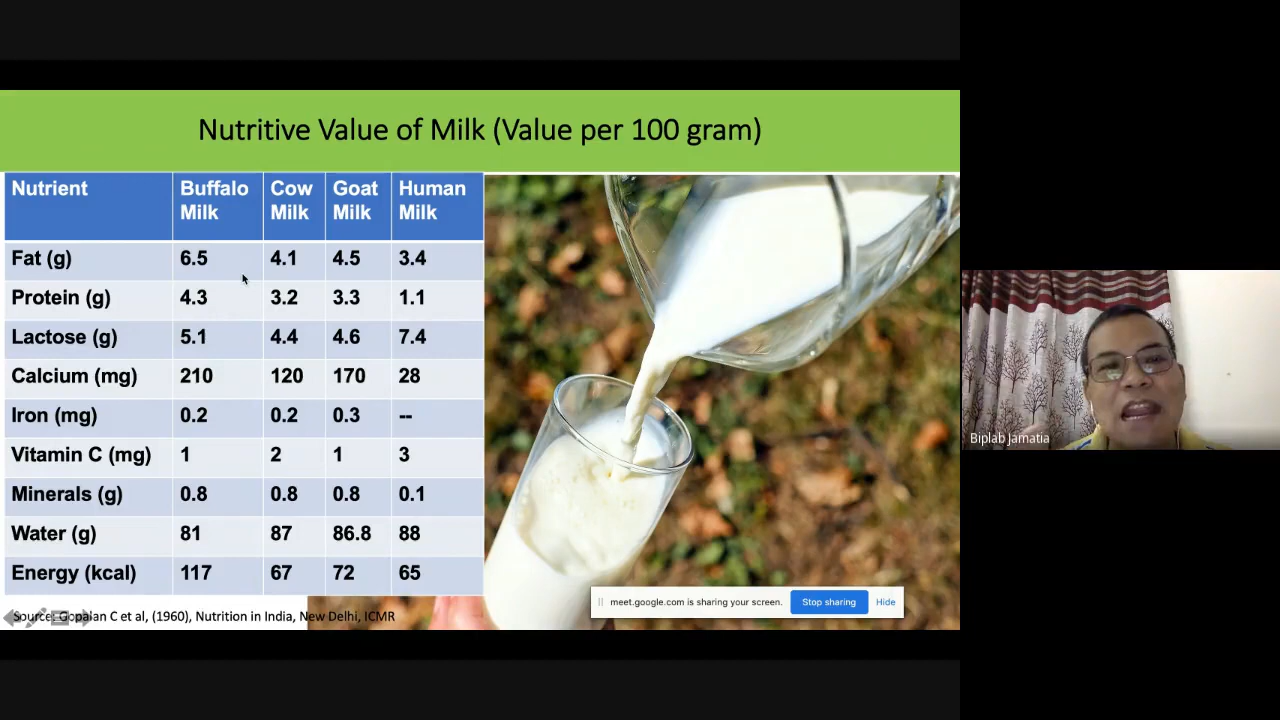 Nutritive Value of Milk (Value per 100 gram)
Nutrient Buffalo Milk Cow Milk Goat Milk Human Milk
Fat (g) 6.5 4.1 4.5 3.4
Protein (g) 4.3 3.2 3.3 1.1
Lactose (g) 5.1 4.4 4.6 7.4
Calcium (mg) 210 120 170 28
Iron (mg) 0.2 0.2 0.3 --
Vitamin C (mg) 1 2 1 3
Minerals (g) 0.8 0.8 0.8 0.1
Water (g) 81 87 86.8 88
Energy (kcal) 117 67 72 65
Source: Gopalan C et al, (1960), Nutrition in India, New Delhi, ICMR
meet.google.com is sharing your screen. Stop sharing Hide
Biplab Jamatia